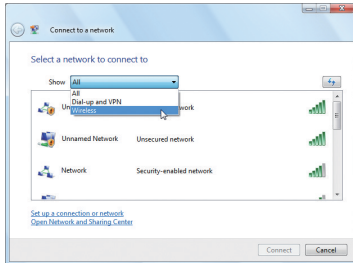 Connect to a network
Select a network to connect to
Show All
All
Dial-up and VPN
Wireless
Un work
Unnamed Network Unsecured network
Network Security-enabled network
Set up a connection or network
Open Network and Sharing Center
Connect Cancel